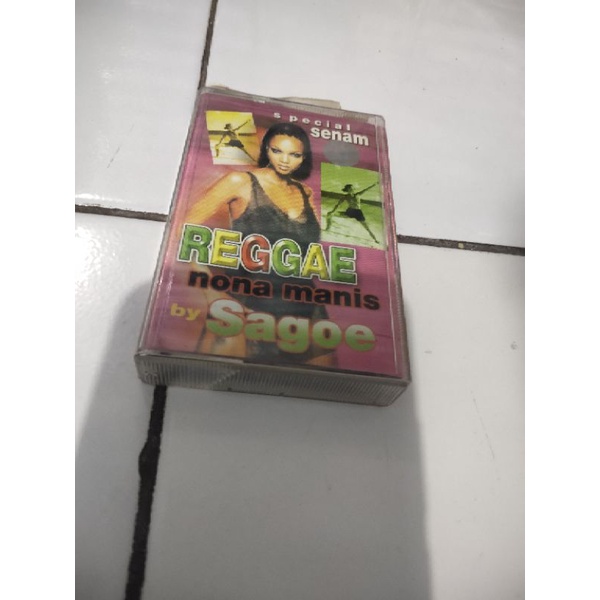 special
senam
REGGAE
nona manis
by Sagoe